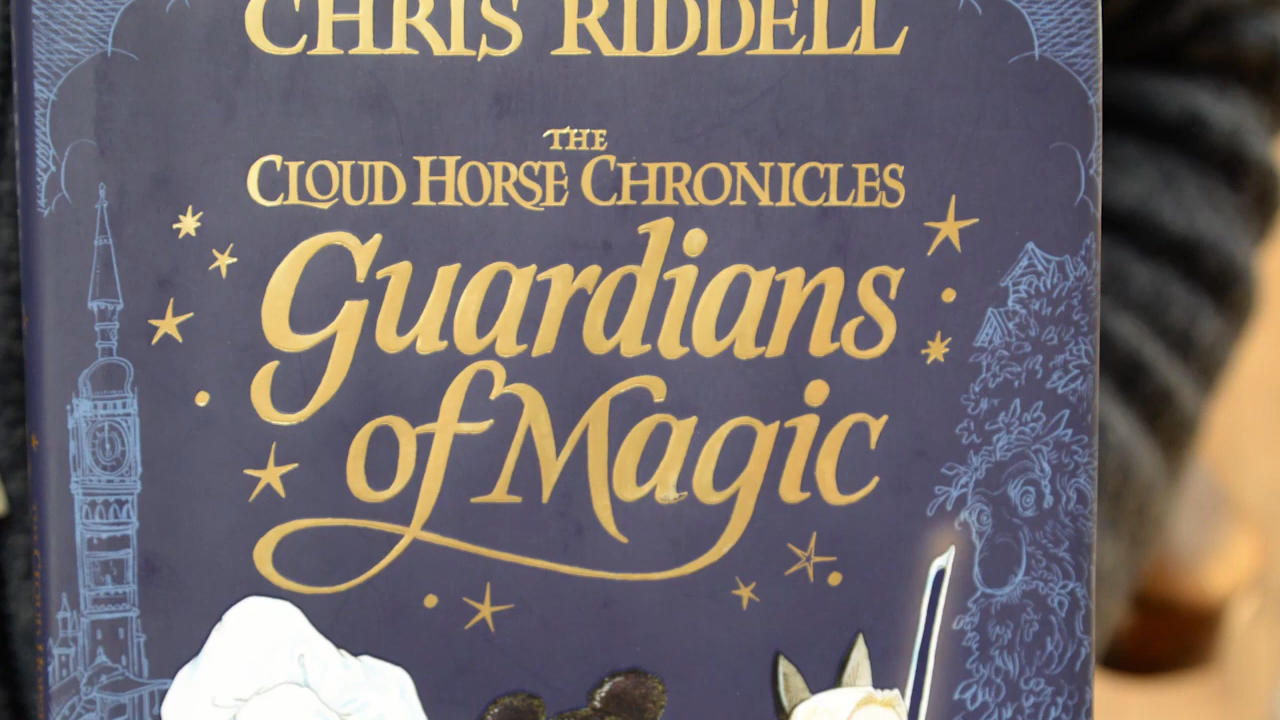 CHRIS RIDDELL
THE
CLOUD HORSE CHRONICLES
Guardians
of Magic